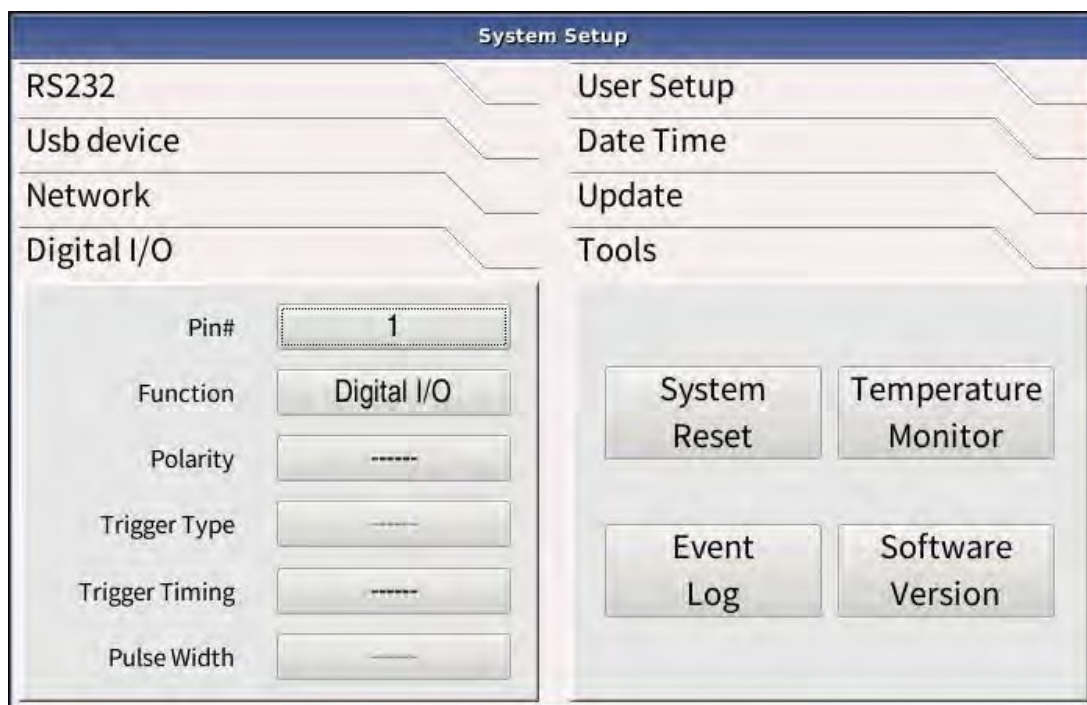 System Setup
RS232
Usb device
Network
Digital I/O
Pin#
1
Function
Digital I/O
Polarity
------
Trigger Type
------
Trigger Timing
------
Pulse Width
------
User Setup
Date Time
Update
Tools
System
Reset
Temperature
Monitor
Event
Log
Software
Version